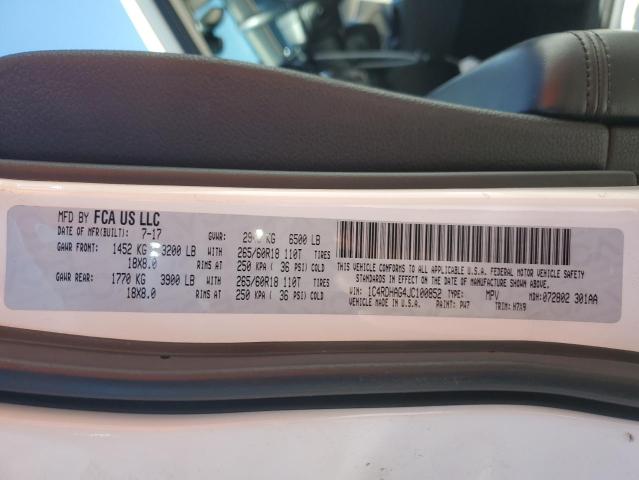 MFD BY FCA US LLC
DATE OF MFR(BUILT): 7-17 GVWR: KG 6500 LB
GAWR FRONT: 1452 KG 3200 LB WITH 265/60R18 110T TIRES
18X8.0 RIMS AT 250 KPA ( 36 PSI) COLD
GAWR REAR: 1770 KG 3900 LB WITH 265/60R18 110T TIRES
18X8.0 RIMS AT 250 KPA ( 36 PSI) COLD
THIS VEHICLE CONFORMS TO ALL APPLICABLE U.S.A. FEDERAL MOTOR VEHICLE SAFETY
STANDARDS IN EFFECT ON THE DATE OF MANUFACTURE SHOWN ABOVE.
VIN: 1C4RDHAG4JC100852 TYPE: MPV MDH: 072802 301AA
VEHICLE MADE IN U.S.A. PAINT: PW7 TRIM: H7X9